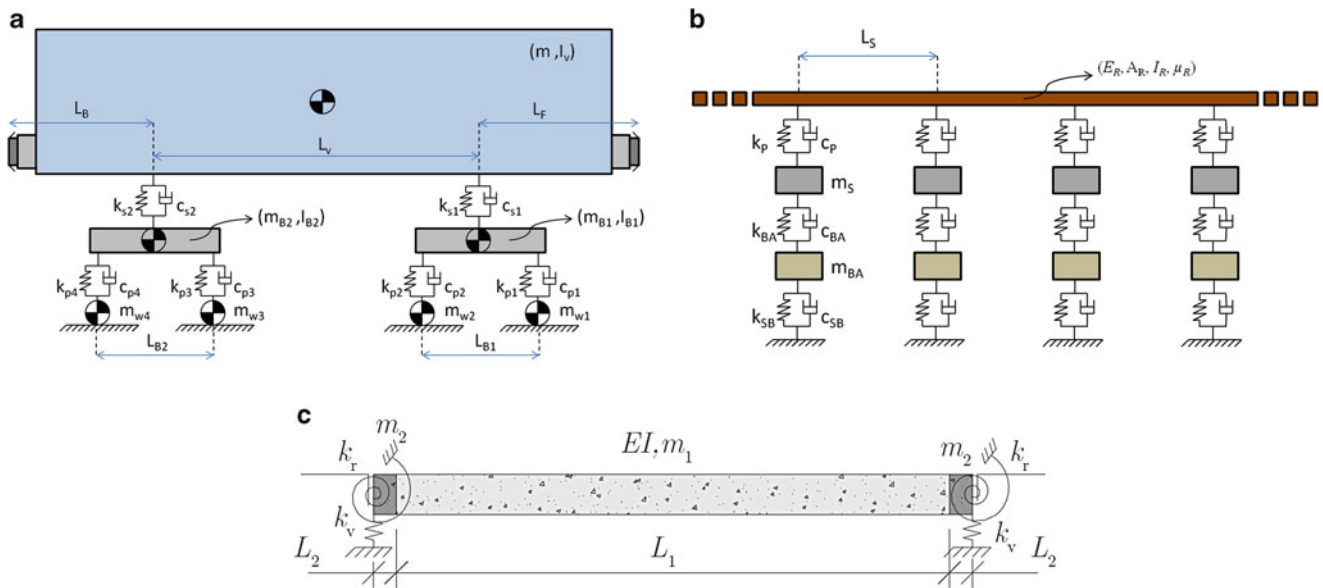 a
(m ,I_v)
L_B
L_F
L_v
k_s2 c_s2
k_s1 c_s1
(m_B2 ,I_B2)
(m_B1 ,I_B1)
k_p4 c_p4 k_p3 c_p3
k_p2 c_p2 k_p1 c_p1
m_w4 m_w3 m_w2 m_w1
L_B2
L_B1
b
L_S
(E_R, A_R, I_R, μ_R)
k_P c_P
m_S
k_BA c_BA
m_BA
k_SB c_SB
c
m_2 EI,m_1 m_2
k_r k_r
k_v k_v
L_2 L_1 L_2